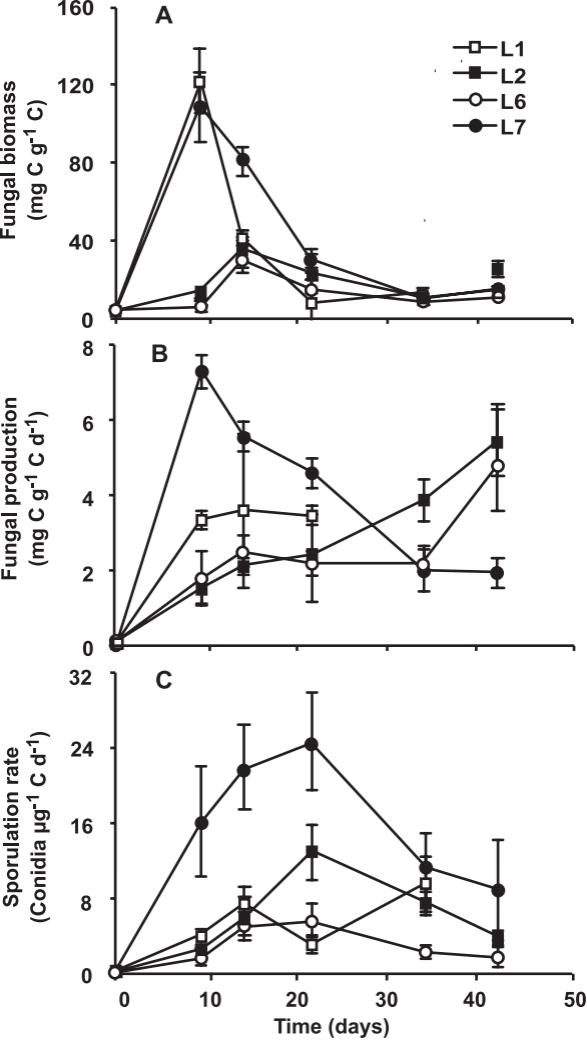 A
Fungal biomass
(mg C g-1 C)
160
120
80
40
0
L1
L2
L6
L7
B
Fungal production
(mg C g-1 C d-1)
8
6
4
2
0
C
Sporulation rate
(Conidia µg-1 C d-1)
32
24
16
8
0
0 10 20 30 40 50
Time (days)